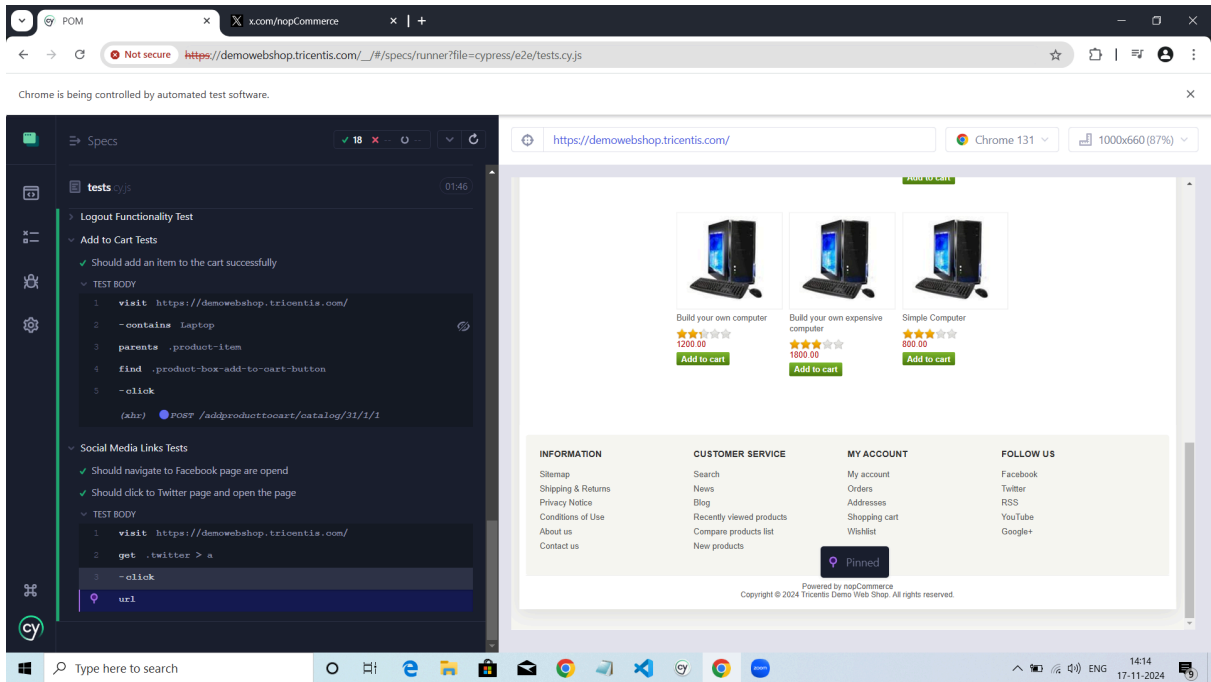 POM
x.com/nopCommerce
Not secure https://demowebshop.tricentis.com/__/#/specs/runner?file=cypress/e2e/tests.cy.js
Chrome is being controlled by automated test software.
Specs
18 -- --
tests cy.js 01:46
Logout Functionality Test
Add to Cart Tests
Should add an item to the cart successfully
TEST BODY
1 visit https://demowebshop.tricentis.com/
2 -contains Laptop
3 parents .product-item
4 find .product-box-add-to-cart-button
5 -click
(xhr) POST /addproducttocart/catalog/31/1/1
Social Media Links Tests
Should navigate to Facebook page are opend
Should click to Twitter page and open the page
TEST BODY
1 visit https://demowebshop.tricentis.com/
2 get .twitter > a
3 -click
url
cy
https://demowebshop.tricentis.com/
Chrome 131
1000x660 (87%)
Add to cart
Build your own computer
1200.00
Add to cart
Build your own expensive
computer
1800.00
Add to cart
Simple Computer
800.00
Add to cart
INFORMATION
Sitemap
Shipping & Returns
Privacy Notice
Conditions of Use
About us
Contact us
CUSTOMER SERVICE
Search
News
Blog
Recently viewed products
Compare products list
New products
MY ACCOUNT
My account
Orders
Addresses
Shopping cart
Wishlist
FOLLOW US
Facebook
Twitter
RSS
YouTube
Google+
Pinned
Powered by nopCommerce
Copyright © 2024 Tricentis Demo Web Shop. All rights reserved.
Type here to search
cy
zoom
ENG
14:14
17-11-2024
9